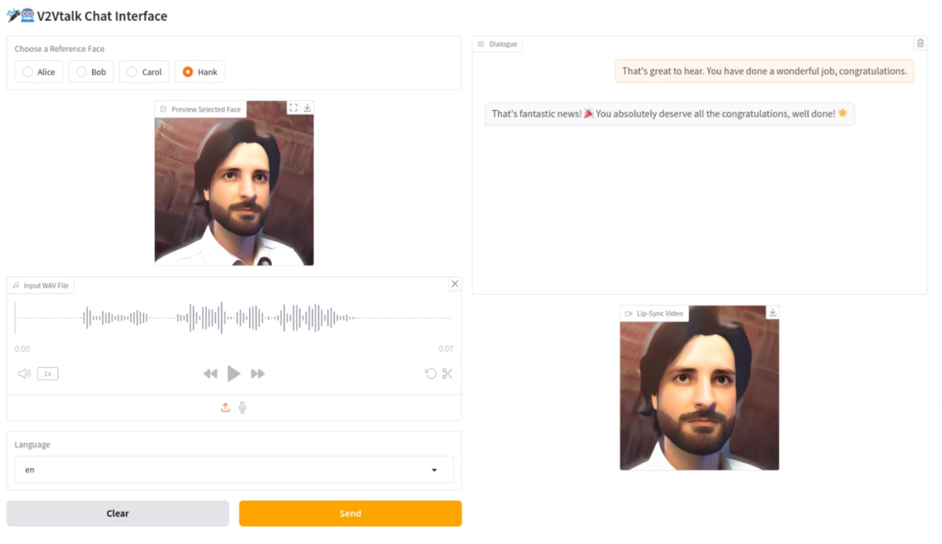 V2Vtalk Chat Interface
Choose a Reference Face
Alice
Bob
Carol
Hank
Preview Selected Face
Input WAV File
0:00
0:07
1x
Language
en
Clear
Send
Dialogue
That's great to hear. You have done a wonderful job, congratulations.
That's fantastic news! 🎉 You absolutely deserve all the congratulations, well done! 🌟
Lip-Sync Video